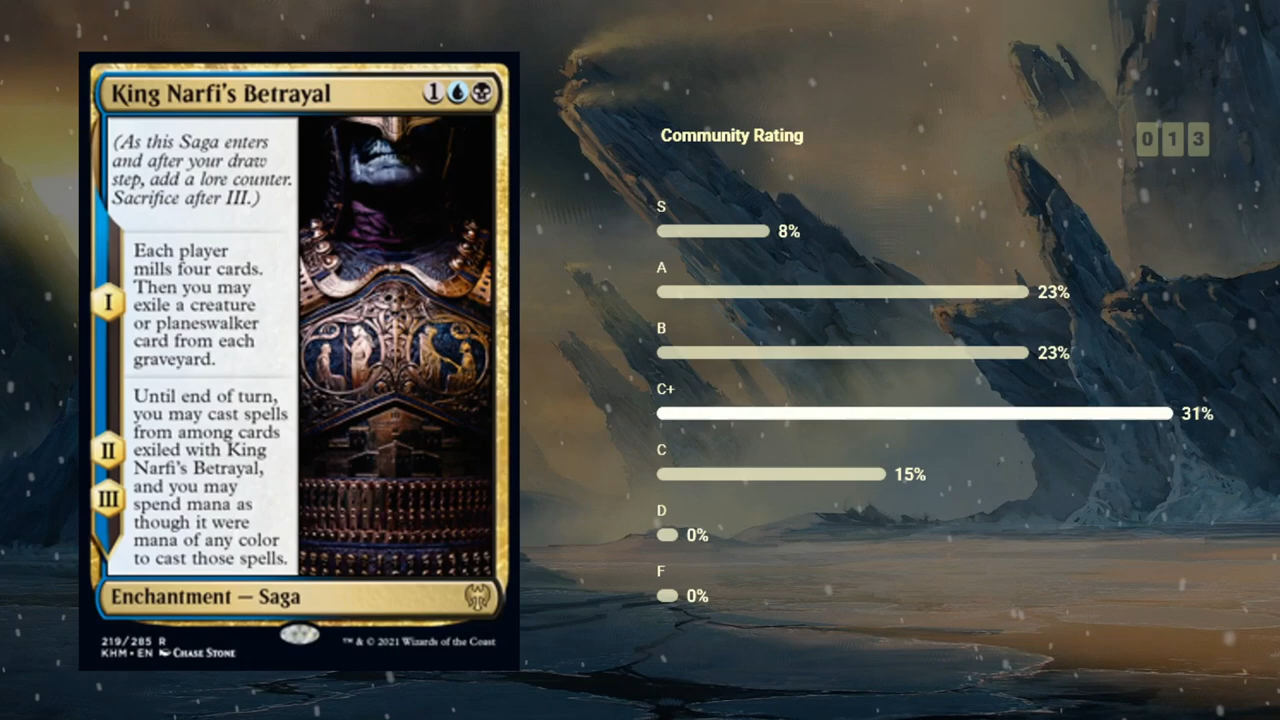 King Narfi's Betrayal 1
(As this Saga enters
and after your draw
step, add a lore counter.
Sacrifice after III.)
I
Each player
mills four cards.
Then you may
exile a creature
or planeswalker
card from each
graveyard.
II
III
Until end of turn,
you may cast spells
from among cards
exiled with King
Narfi's Betrayal,
and you may
spend mana as
though it were
mana of any color
to cast those spells.
Enchantment — Saga
219/285 R
KHM • EN CHASE STONE
™ & © 2021 Wizards of the Coast
Community Rating
013
S
8%
A
23%
B
23%
C+
31%
C
15%
D
0%
F
0%